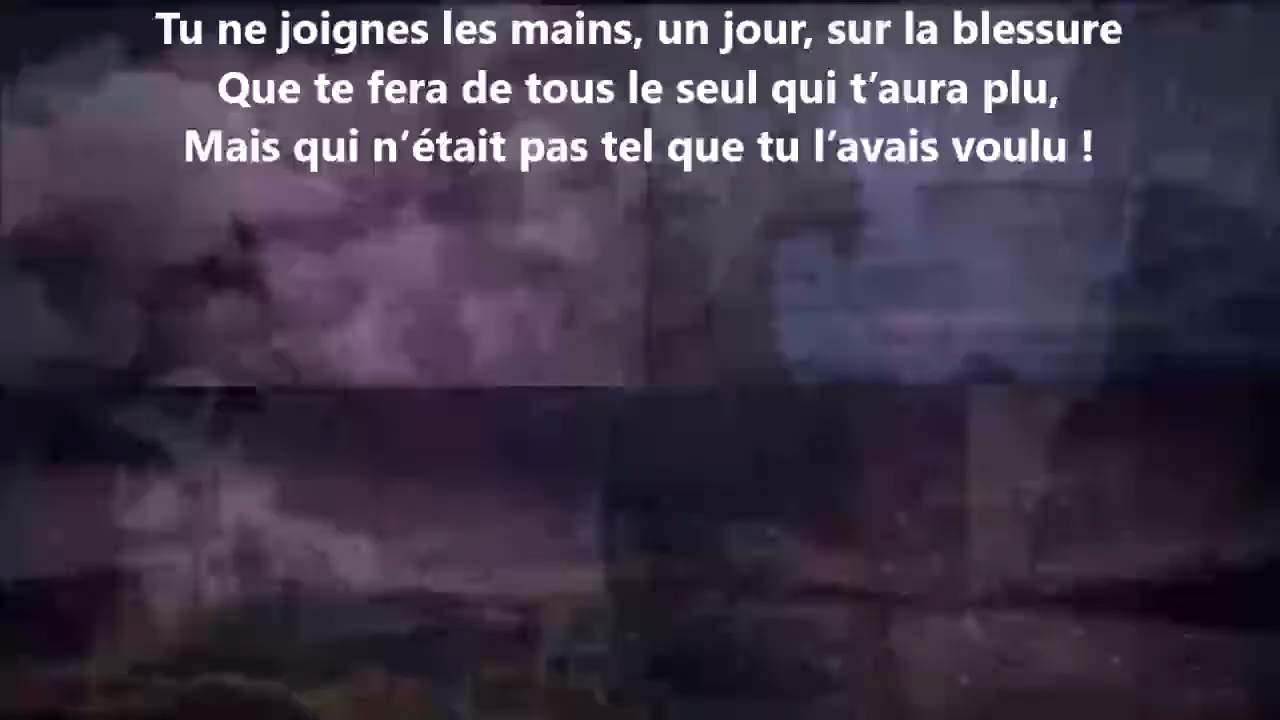 Tu ne joignes les mains, un jour, sur la blessure
Que te fera de tous le seul qui t’aura plu,
Mais qui n’était pas tel que tu l’avais voulu !